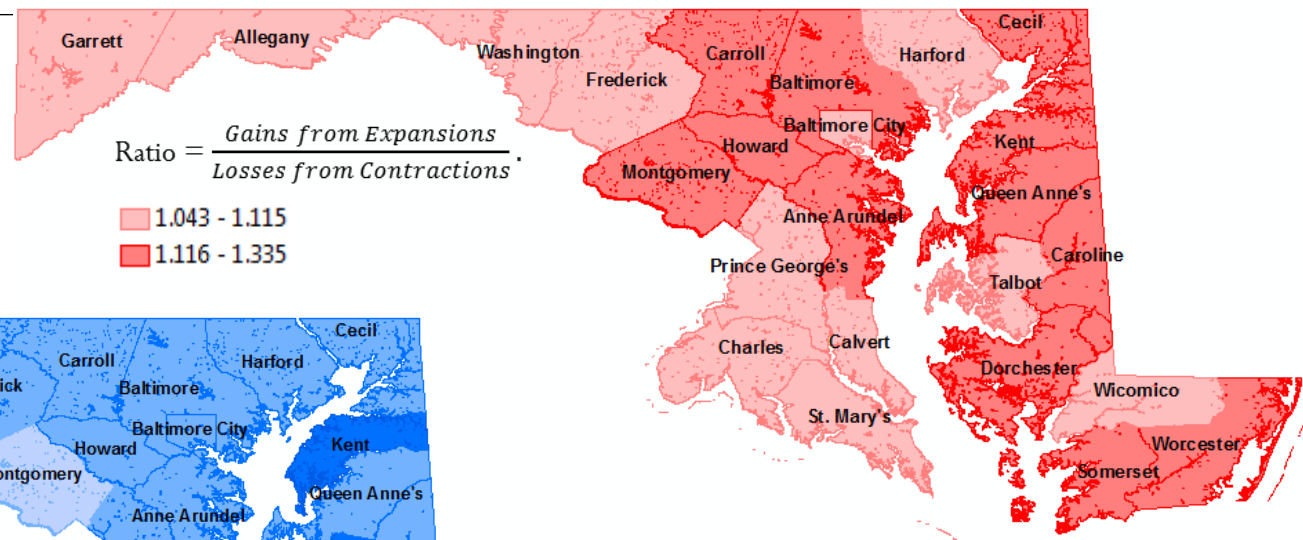 Garrett
Allegany
Washington
Frederick
Carroll
Baltimore
Harford
Cecil
Baltimore City
Howard
Montgomery
Kent
Queen Anne's
Anne Arundel
Prince George's
Talbot
Caroline
Charles
Calvert
St. Mary's
Dorchester
Wicomico
Worcester
Somerset
Ratio = Gains from Expansions
Losses from Contractions .
1.043 - 1.115
1.116 - 1.335
Cecil
Carroll
Harford
ick
Baltimore
Baltimore City
Howard
Kent
ontgomery
Queen Anne's
Anne Arundel